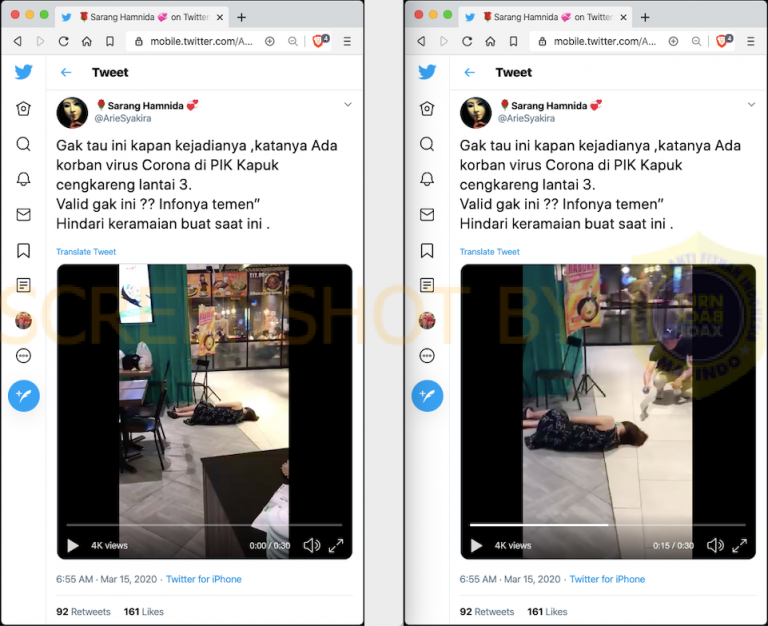 🌹Sarang Hamnida 💞 on Twitter
mobile.twitter.com/A...
4
Tweet
🌹Sarang Hamnida 💕
@ArieSyakira
Gak tau ini kapan kejadianya ,katanya Ada
korban virus Corona di PIK Kapuk
cengkareng lantai 3.
Valid gak ini ?? Infonya temen”
Hindari keramaian buat saat ini .
Translate Tweet
4K views
0:00 / 0:30
6:55 AM · Mar 15, 2020 · Twitter for iPhone
92 Retweets 161 Likes
🌹Sarang Hamnida 💞 on Twitter
mobile.twitter.com/A...
4
Tweet
🌹Sarang Hamnida 💕
@ArieSyakira
Gak tau ini kapan kejadianya ,katanya Ada
korban virus Corona di PIK Kapuk
cengkareng lantai 3.
Valid gak ini ?? Infonya temen”
Hindari keramaian buat saat ini .
Translate Tweet
4K views
0:15 / 0:30
6:55 AM · Mar 15, 2020 · Twitter for iPhone
92 Retweets 161 Likes
SCREENSHOT BY
TURN
BACK
HOAX
MAFINDO